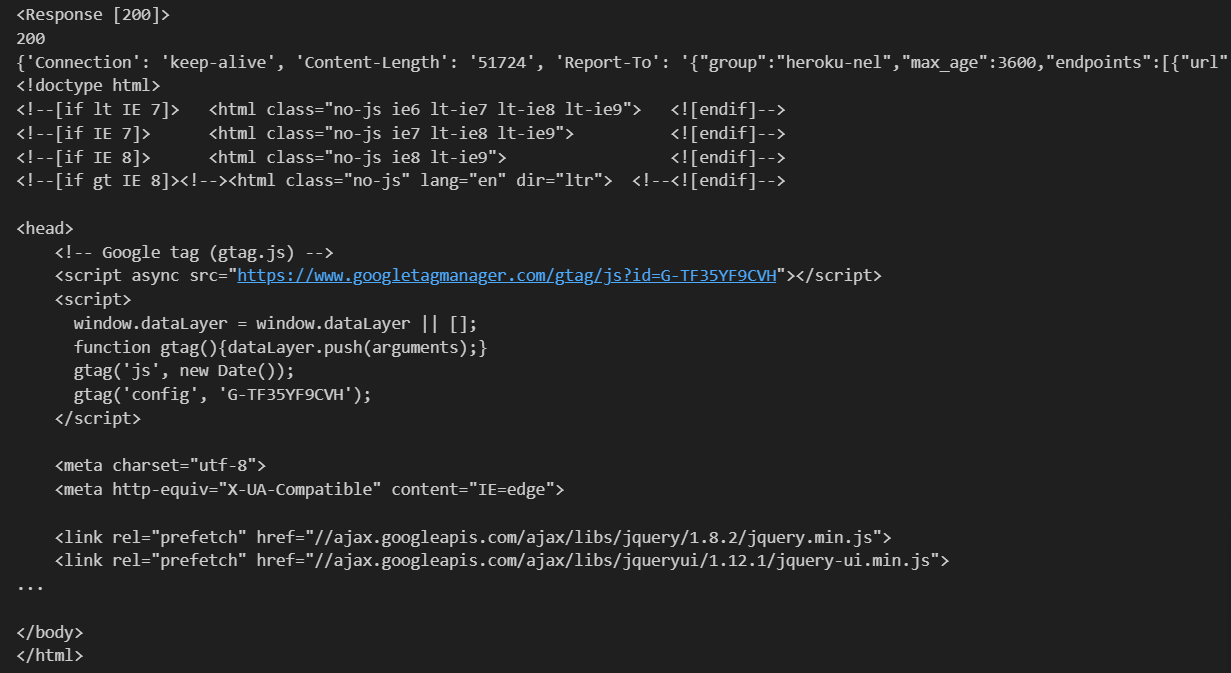 <Response [200]>
200
{'Connection': 'keep-alive', 'Content-Length': '51724', 'Report-To': '{"group":"heroku-nel","max_age":3600,"endpoints":[{"url"
<!doctype html>
<!--[if lt IE 7]>   <html class="no-js ie6 lt-ie7 lt-ie8 lt-ie9">   <![endif]-->
<!--[if IE 7]>      <html class="no-js ie7 lt-ie8 lt-ie9">          <![endif]-->
<!--[if IE 8]>      <html class="no-js ie8 lt-ie9">                 <![endif]-->
<!--[if gt IE 8]><!--><html class="no-js" lang="en" dir="ltr">  <!--<![endif]-->

<head>
    <!-- Google tag (gtag.js) -->
    <script async src="https://www.googletagmanager.com/gtag/js?id=G-TF35YF9CVH"></script>
    <script>
      window.dataLayer = window.dataLayer || [];
      function gtag(){dataLayer.push(arguments);}
      gtag('js', new Date());
      gtag('config', 'G-TF35YF9CVH');
    </script>

    <meta charset="utf-8">
    <meta http-equiv="X-UA-Compatible" content="IE=edge">

    <link rel="prefetch" href="//ajax.googleapis.com/ajax/libs/jquery/1.8.2/jquery.min.js">
    <link rel="prefetch" href="//ajax.googleapis.com/ajax/libs/jqueryui/1.12.1/jquery-ui.min.js">
...

</body>
</html>